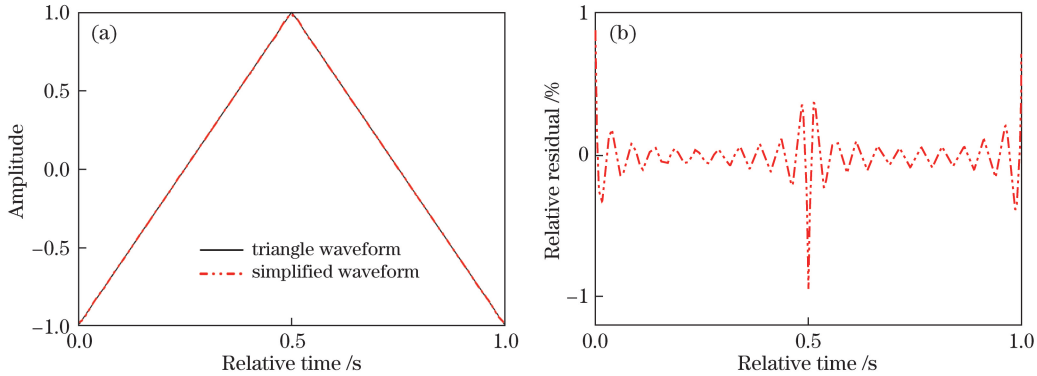 (a)
1.0
0.5
0.0
−0.5
−1.0
Amplitude
triangle waveform
simplified waveform
0.0
0.5
1.0
Relative time /s
(b)
1
0
−1
Relative residual /%
0.0
0.5
1.0
Relative time /s